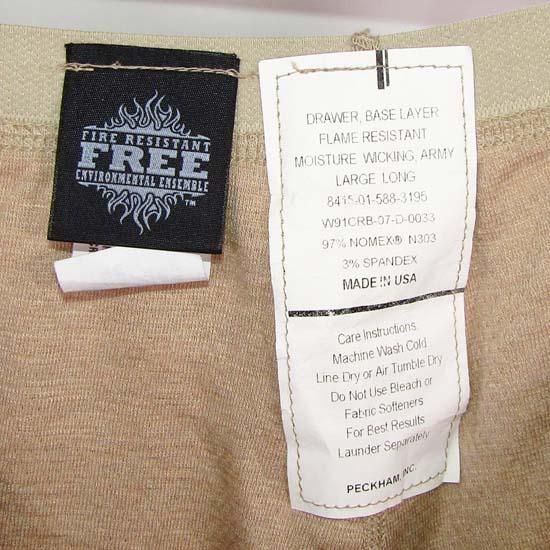 FIRE RESISTANT
FREE
ENVIRONMENTAL ENSEMBLE
™
DRAWER, BASE LAYER
FLAME RESISTANT
MOISTURE WICKING, ARMY
LARGE LONG
8415-01-588-3195
W91CRB-07-D-0033
97% NOMEX® N303
3% SPANDEX
MADE IN USA
Care Instructions:
Machine Wash Cold
Line Dry or Air Tumble Dry
Do Not Use Bleach or
Fabric Softeners
For Best Results
Launder Separately
PECKHAM, INC.